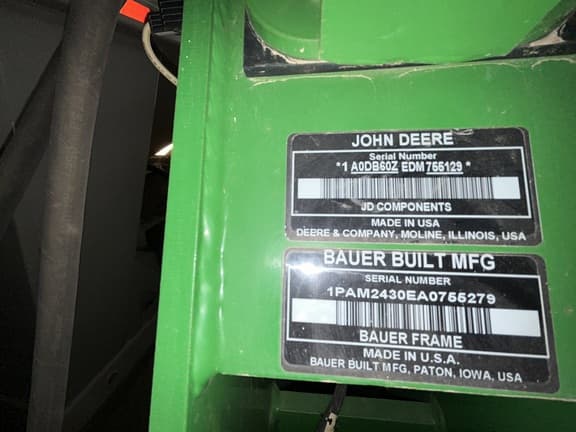 JOHN DEERE
Serial Number
*1 A0DB60Z EDM 755129 *
JD COMPONENTS
MADE IN USA
DEERE & COMPANY, MOLINE, ILLINOIS, USA
BAUER BUILT MFG
SERIAL NUMBER
1PAM2430EA0755279
BAUER FRAME
MADE IN U.S.A.
BAUER BUILT MFG, PATON, IOWA, USA